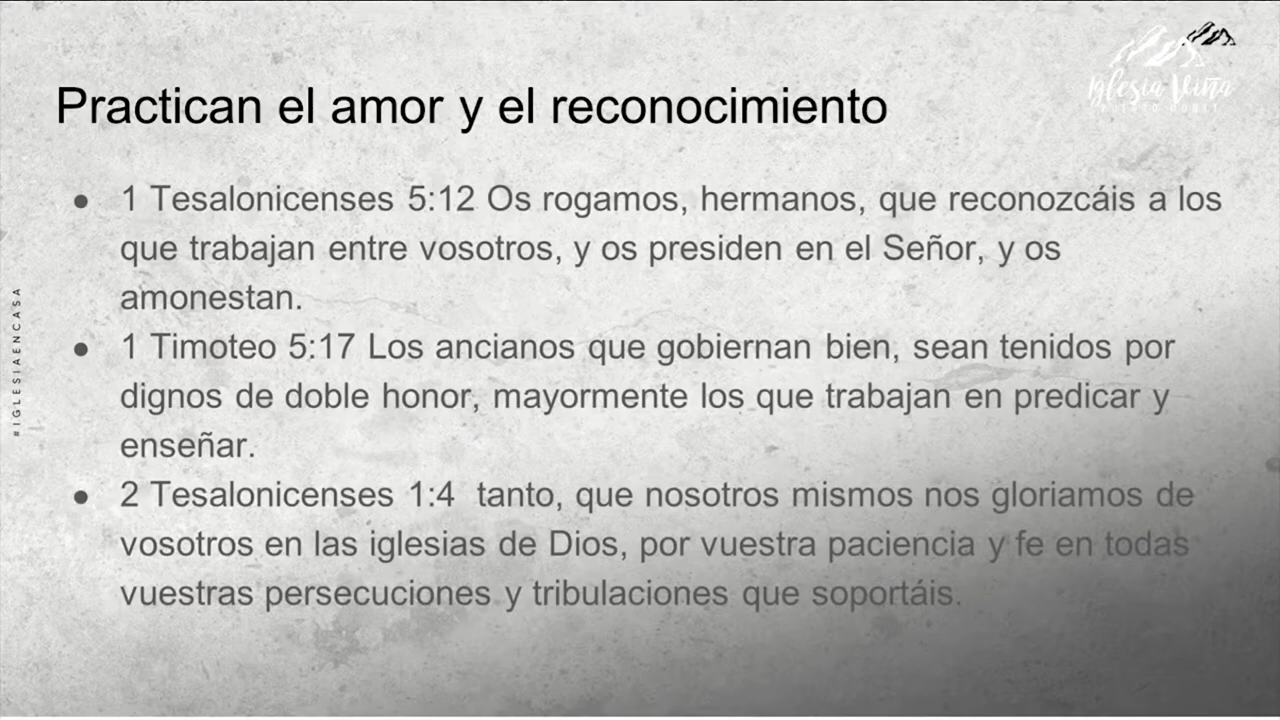 Iglesia Viña
Practican el amor y el reconocimiento
● 1 Tesalonicenses 5:12 Os rogamos, hermanos, que reconozcáis a los
que trabajan entre vosotros, y os presiden en el Señor, y os
amonestan.
● 1 Timoteo 5:17 Los ancianos que gobiernan bien, sean tenidos por
dignos de doble honor, mayormente los que trabajan en predicar y
enseñar.
● 2 Tesalonicenses 1:4 tanto, que nosotros mismos nos gloriamos de
vosotros en las iglesias de Dios, por vuestra paciencia y fe en todas
vuestras persecuciones y tribulaciones que soportáis.
#IGLESIAENCASA